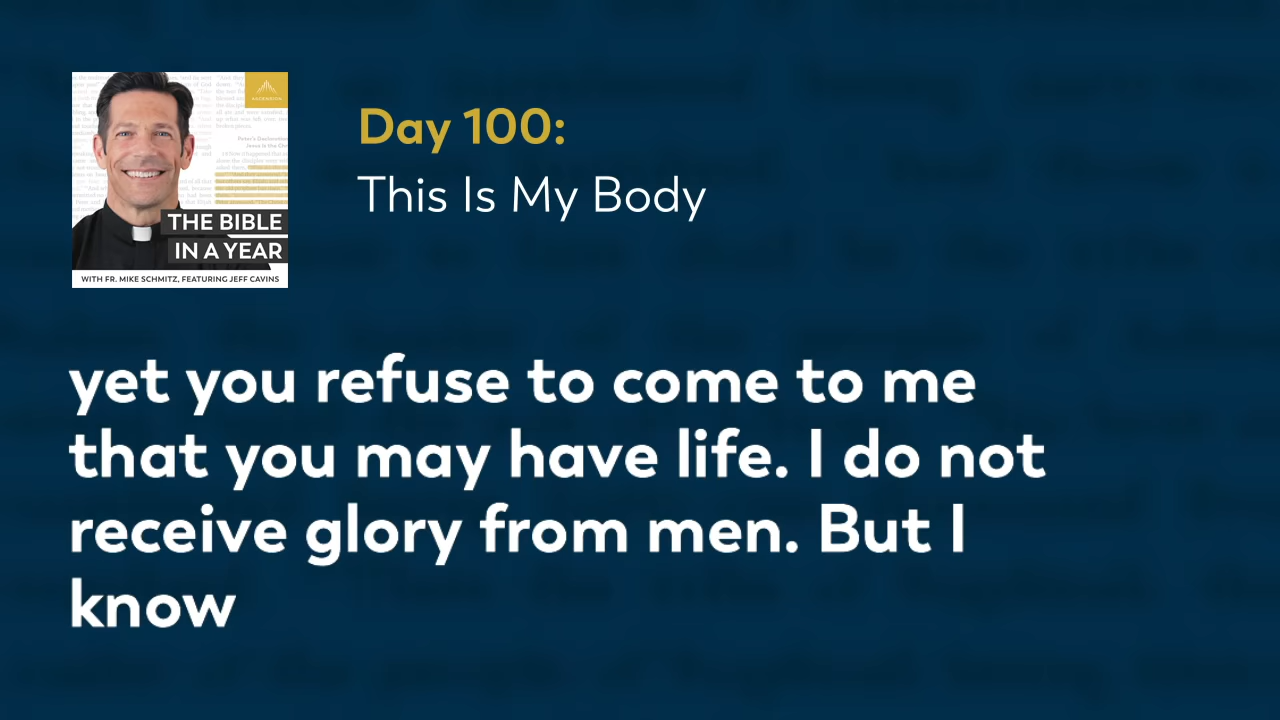 Day 100:
This Is My Body
THE BIBLE
IN A YEAR
WITH FR. MIKE SCHMITZ, FEATURING JEFF CAVINS
yet you refuse to come to me
that you may have life. I do not
receive glory from men. But I
know